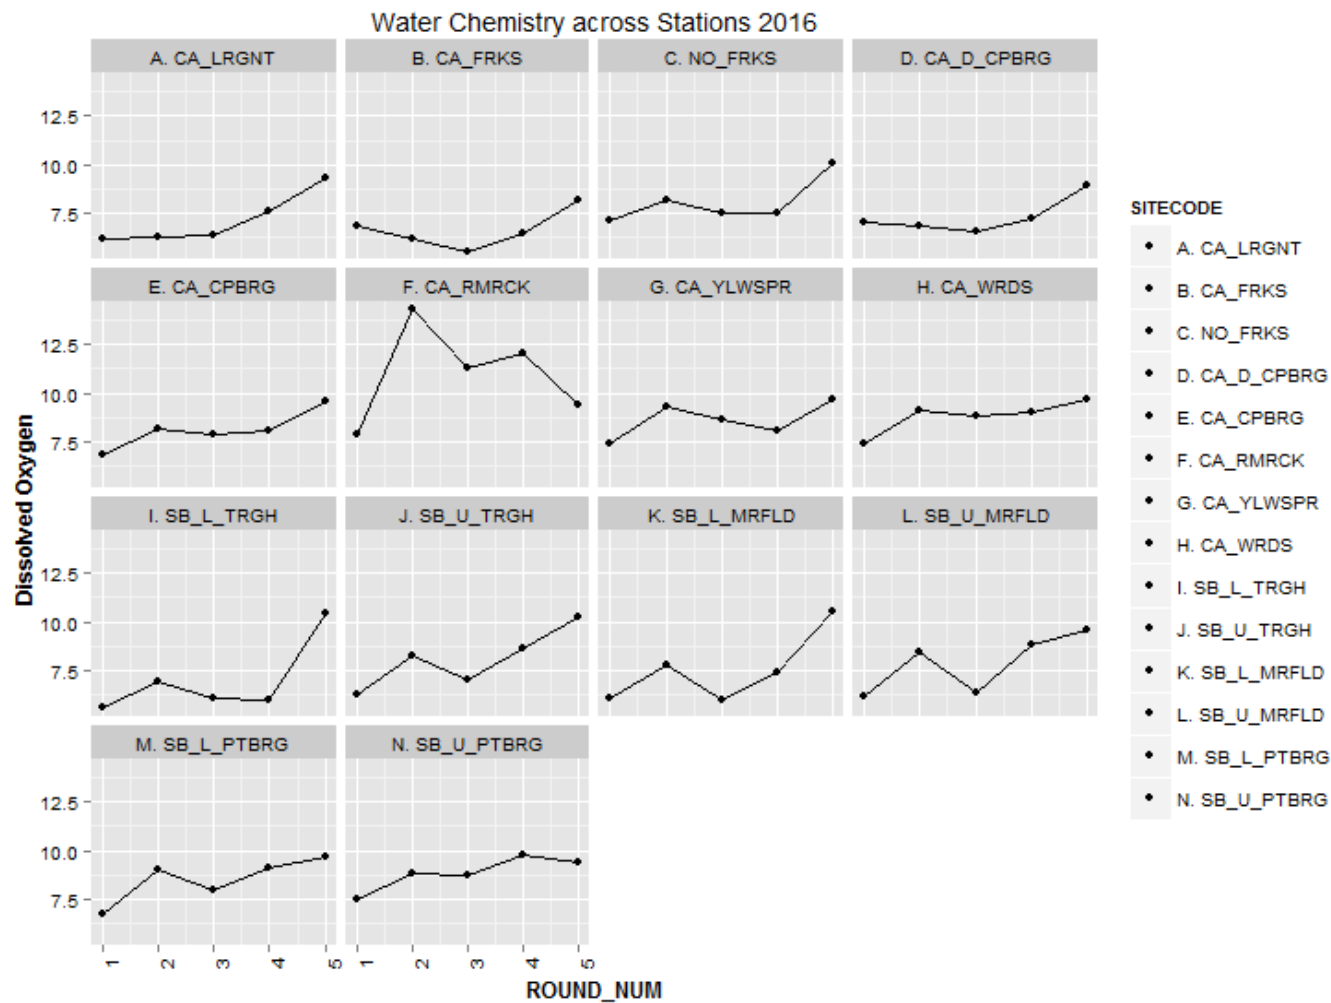 Water Chemistry across Stations 2016
A. CA_LRGNT
B. CA_FRKS
C. NO_FRKS
D. CA_D_CPBRG
12.5
10.0
7.5
E. CA_CPBRG
F. CA_RMRCK
G. CA_YLWSPR
H. CA_WRDS
12.5
10.0
7.5
I. SB_L_TRGH
J. SB_U_TRGH
K. SB_L_MRFLD
L. SB_U_MRFLD
12.5
10.0
7.5
M. SB_L_PTBRG
N. SB_U_PTBRG
12.5
10.0
7.5
1
2
3
4
5
1
2
3
4
5
Dissolved Oxygen
ROUND_NUM
SITECODE
A. CA_LRGNT
B. CA_FRKS
C. NO_FRKS
D. CA_D_CPBRG
E. CA_CPBRG
F. CA_RMRCK
G. CA_YLWSPR
H. CA_WRDS
I. SB_L_TRGH
J. SB_U_TRGH
K. SB_L_MRFLD
L. SB_U_MRFLD
M. SB_L_PTBRG
N. SB_U_PTBRG